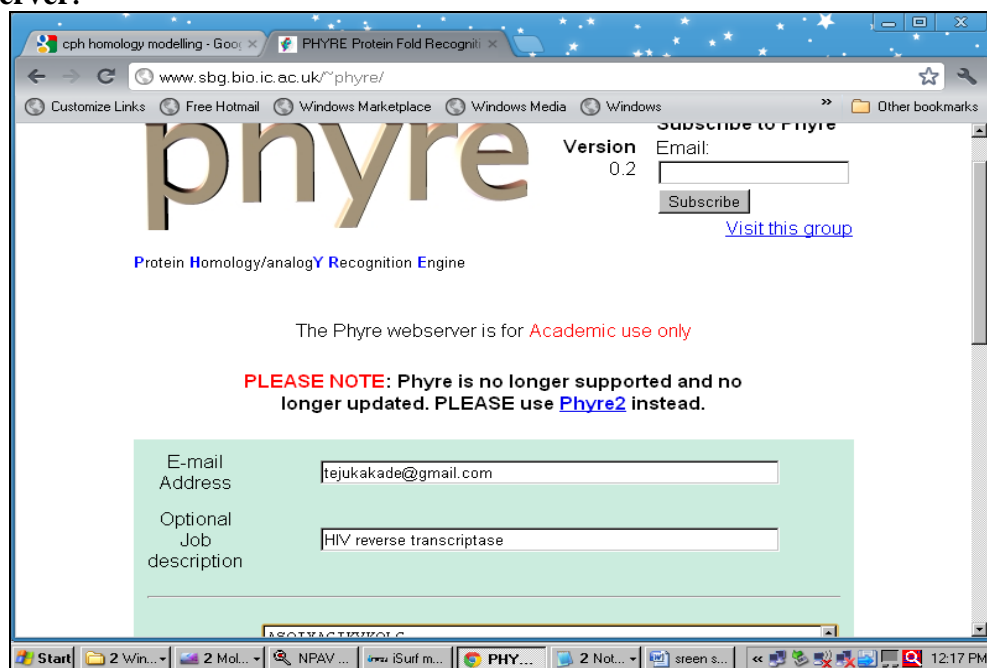 cph homology modelling - Goog
PHYRE Protein Fold Recogniti
www.sbg.bio.ic.ac.uk/~phyre/
Customize Links Free Hotmail Windows Marketplace Windows Media Windows » Other bookmarks
phyre
Subscribe to Phyre
Version
0.2
Email:
Subscribe
Visit this group
Protein Homology/analogY Recognition Engine
The Phyre webserver is for Academic use only
PLEASE NOTE: Phyre is no longer supported and no
longer updated. PLEASE use Phyre2 instead.
E-mail
Address
tejukakade@gmail.com
Optional
Job
description
HIV reverse transcriptase
Start 2 Win... 2 Mol... NPAV ... iSurf m... PHY... 2 Not... sreen s... « 12:17 PM